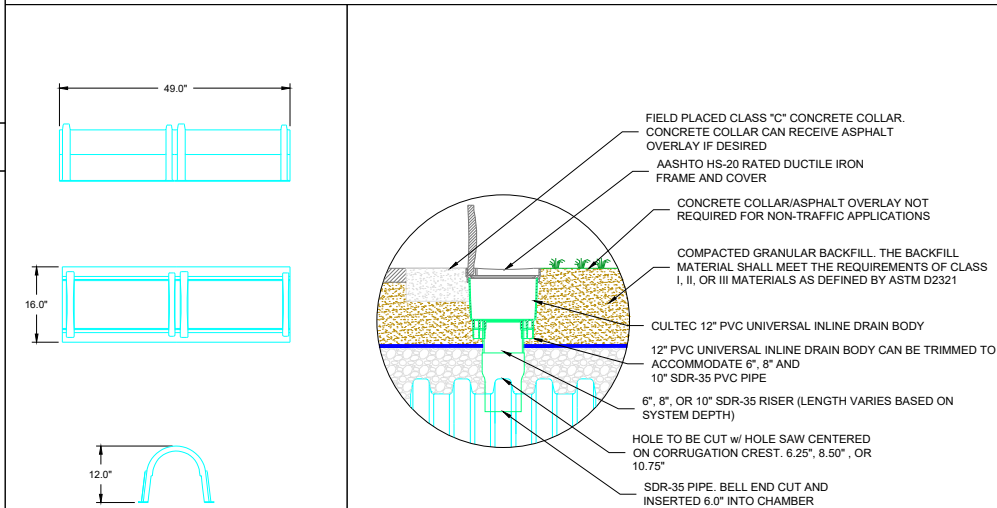 49.0"
16.0"
12.0"
FIELD PLACED CLASS "C" CONCRETE COLLAR.
CONCRETE COLLAR CAN RECEIVE ASPHALT
OVERLAY IF DESIRED
AASHTO HS-20 RATED DUCTILE IRON
FRAME AND COVER
CONCRETE COLLAR/ASPHALT OVERLAY NOT
REQUIRED FOR NON-TRAFFIC APPLICATIONS
COMPACTED GRANULAR BACKFILL. THE BACKFILL
MATERIAL SHALL MEET THE REQUIREMENTS OF CLASS
I, II, OR III MATERIALS AS DEFINED BY ASTM D2321
CULTEC 12" PVC UNIVERSAL INLINE DRAIN BODY
12" PVC UNIVERSAL INLINE DRAIN BODY CAN BE TRIMMED TO
ACCOMMODATE 6", 8" AND
10" SDR-35 PVC PIPE
6", 8", OR 10" SDR-35 RISER (LENGTH VARIES BASED ON
SYSTEM DEPTH)
HOLE TO BE CUT w/ HOLE SAW CENTERED
ON CORRUGATION CREST. 6.25", 8.50" , OR
10.75"
SDR-35 PIPE. BELL END CUT AND
INSERTED 6.0" INTO CHAMBER